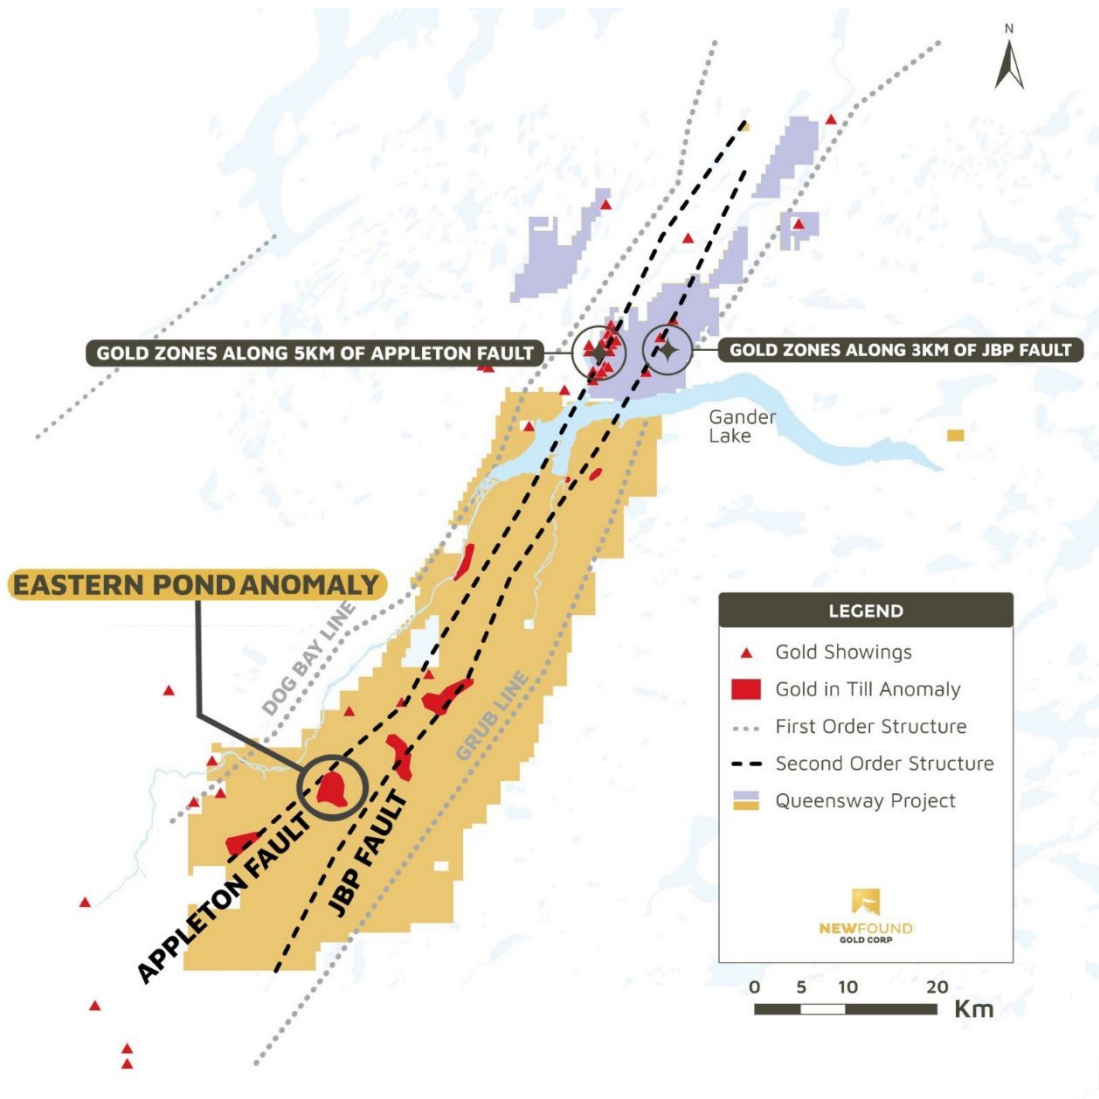 N
GOLD ZONES ALONG 5KM OF APPLETON FAULT
GOLD ZONES ALONG 3KM OF JBP FAULT
Gander
Lake
EASTERN POND ANOMALY
DOG BAY LINE
GRUB LINE
APPLETON FAULT
JBP FAULT
LEGEND
Gold Showings
Gold in Till Anomaly
First Order Structure
Second Order Structure
Queensway Project
NEWFOUND
GOLD CORP
0 5 10 20
Km